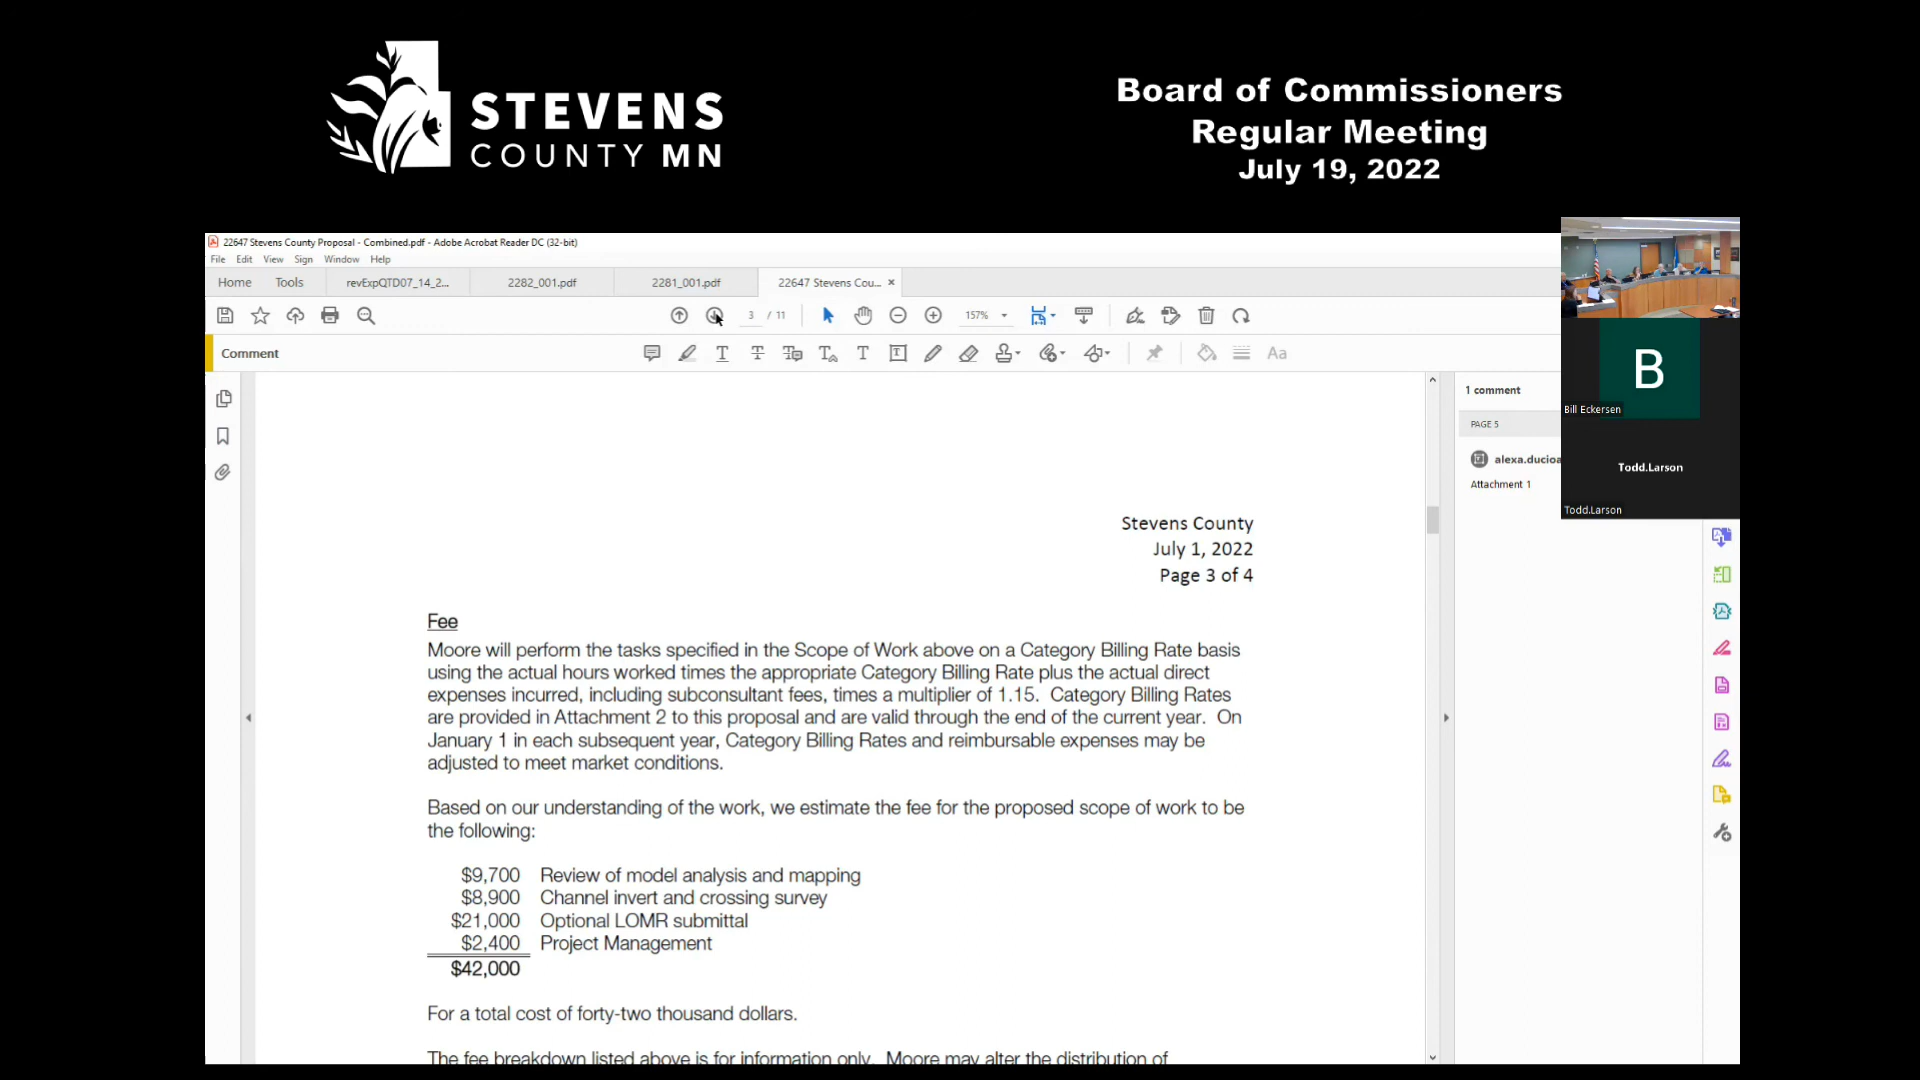 STEVENS
COUNTY MN
Board of Commissioners
Regular Meeting
July 19, 2022
22647 Stevens County Proposal - Combined.pdf - Adobe Acrobat Reader DC (32-bit)
File Edit View Sign Window Help
Home Tools revExpQTD07_14_2... 2282_001.pdf 2281_001.pdf 22647 Stevens Cou... ×
3 / 11 157%
Comment
1 comment
PAGE 5
alexa.ducioa
Attachment 1
B
Bill Eckersen
Todd.Larson
Todd.Larson
Stevens County
July 1, 2022
Page 3 of 4
Fee
Moore will perform the tasks specified in the Scope of Work above on a Category Billing Rate basis
using the actual hours worked times the appropriate Category Billing Rate plus the actual direct
expenses incurred, including subconsultant fees, times a multiplier of 1.15. Category Billing Rates
are provided in Attachment 2 to this proposal and are valid through the end of the current year. On
January 1 in each subsequent year, Category Billing Rates and reimbursable expenses may be
adjusted to meet market conditions.
Based on our understanding of the work, we estimate the fee for the proposed scope of work to be
the following:
$9,700 Review of model analysis and mapping
$8,900 Channel invert and crossing survey
$21,000 Optional LOMR submittal
$2,400 Project Management
$42,000
For a total cost of forty-two thousand dollars.
The fee breakdown listed above is for information only. Moore may alter the distribution of